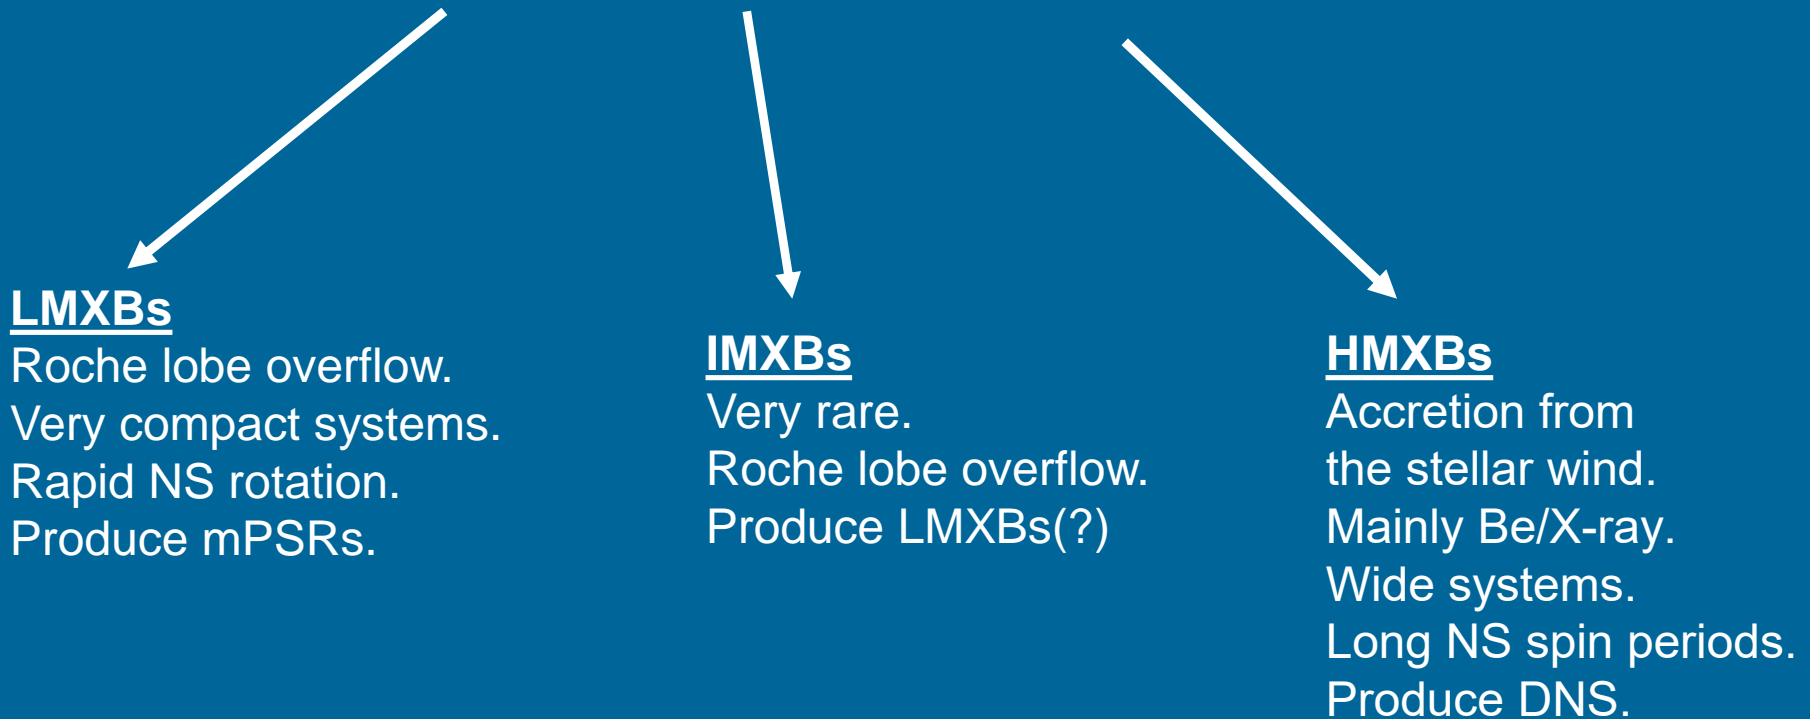 LMXBs
Roche lobe overflow.
Very compact systems.
Rapid NS rotation.
Produce mPSRs.
IMXBs
Very rare.
Roche lobe overflow.
Produce LMXBs(?)
HMXBs
Accretion from
the stellar wind.
Mainly Be/X-ray.
Wide systems.
Long NS spin periods.
Produce DNS.